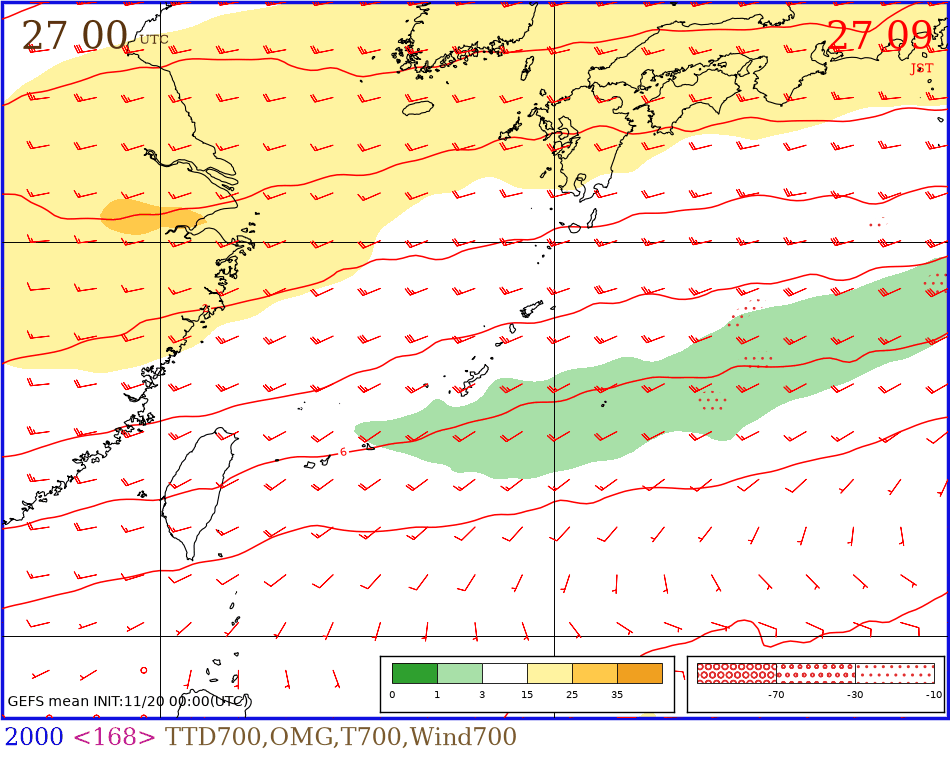 27 00 UTC
27 09
JST
6
0 1 3 15 25 35
-70 -30 -10
GEFS mean INIT:11/20 00:00(UTC)
2000 <168> TTD700,OMG,T700,Wind700